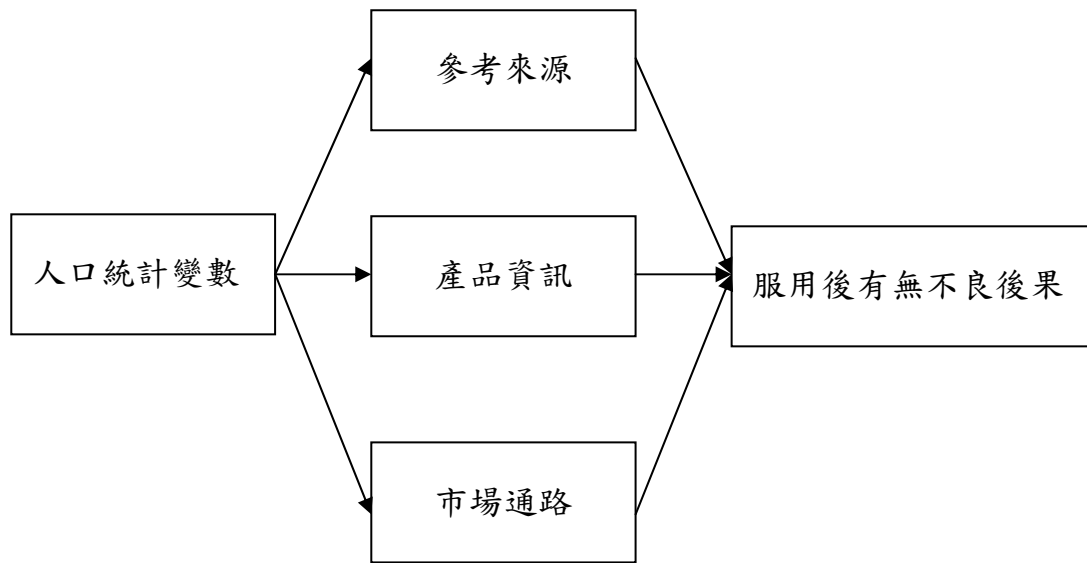 參考來源
人口統計變數
產品資訊
服用後有無不良後果
市場通路